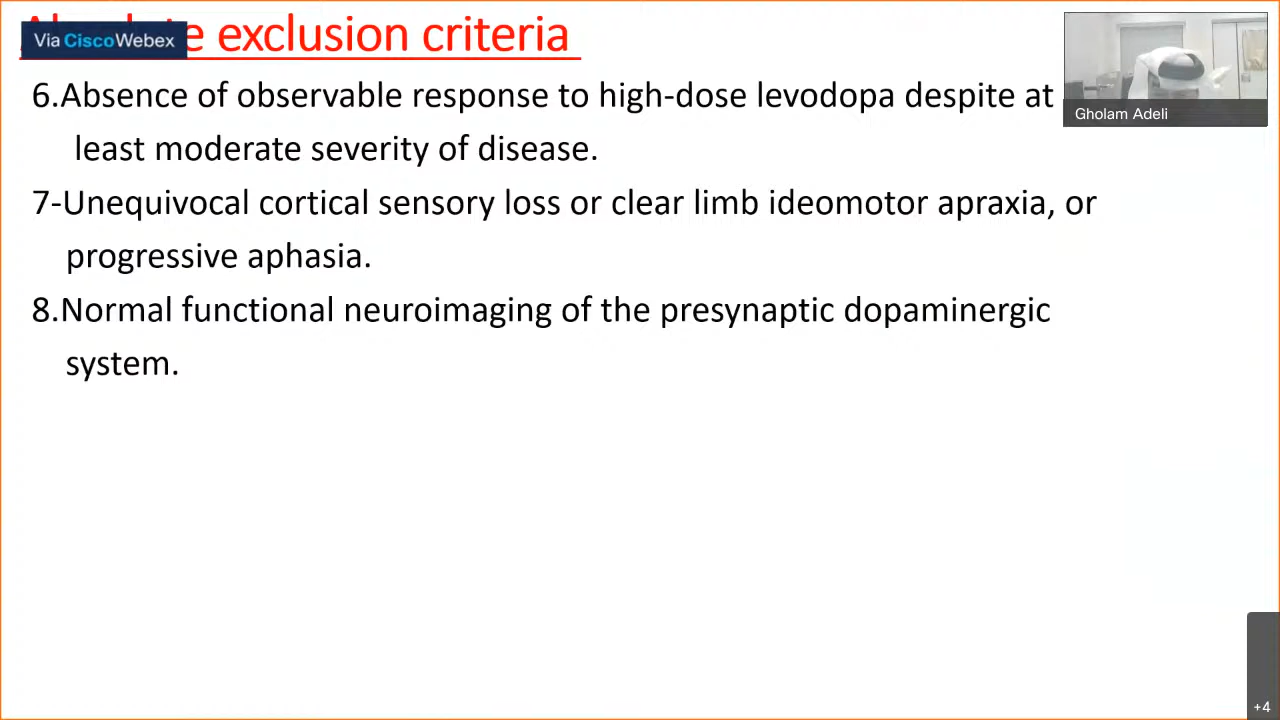 Via CiscoWebex
exclusion criteria
6.Absence of observable response to high-dose levodopa despite at
least moderate severity of disease.
7-Unequivocal cortical sensory loss or clear limb ideomotor apraxia, or
progressive aphasia.
8.Normal functional neuroimaging of the presynaptic dopaminergic
system.
Gholam Adeli
+4